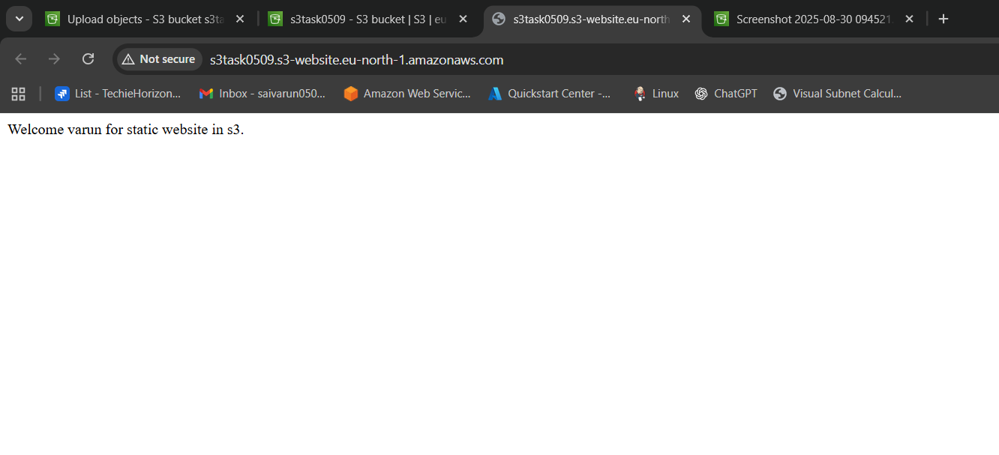 Upload objects - S3 bucket s3ta
s3task0509 - S3 bucket | S3 | eu
s3task0509.s3-website.eu-north
Screenshot 2025-08-30 094521
Not secure
s3task0509.s3-website.eu-north-1.amazonaws.com
List - TechieHorizon...
Inbox - saivarun050...
Amazon Web Servic...
Quickstart Center -...
Linux
ChatGPT
Visual Subnet Calcul...
Welcome varun for static website in s3.